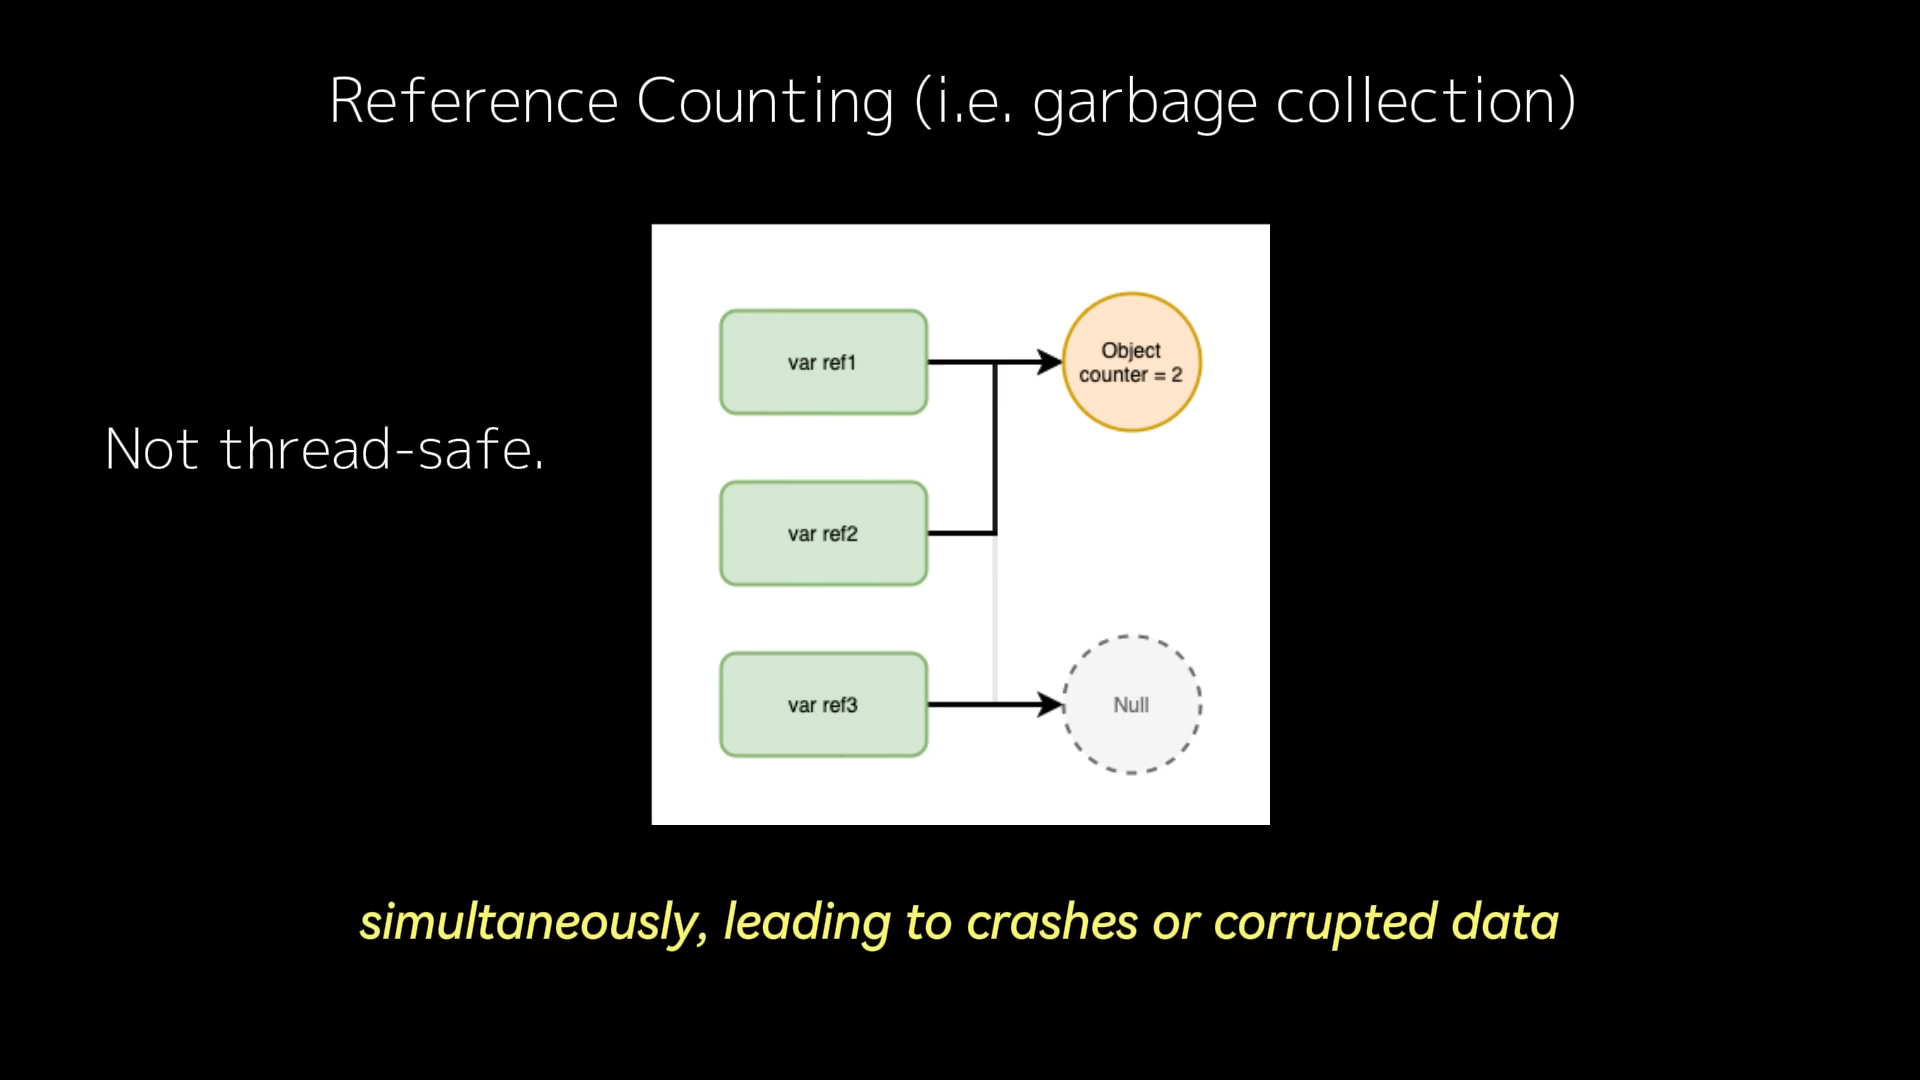 Reference Counting (i.e. garbage collection)
Not thread-safe.
var ref1
Object
counter = 2
var ref2
var ref3
Null
simultaneously, leading to crashes or corrupted data